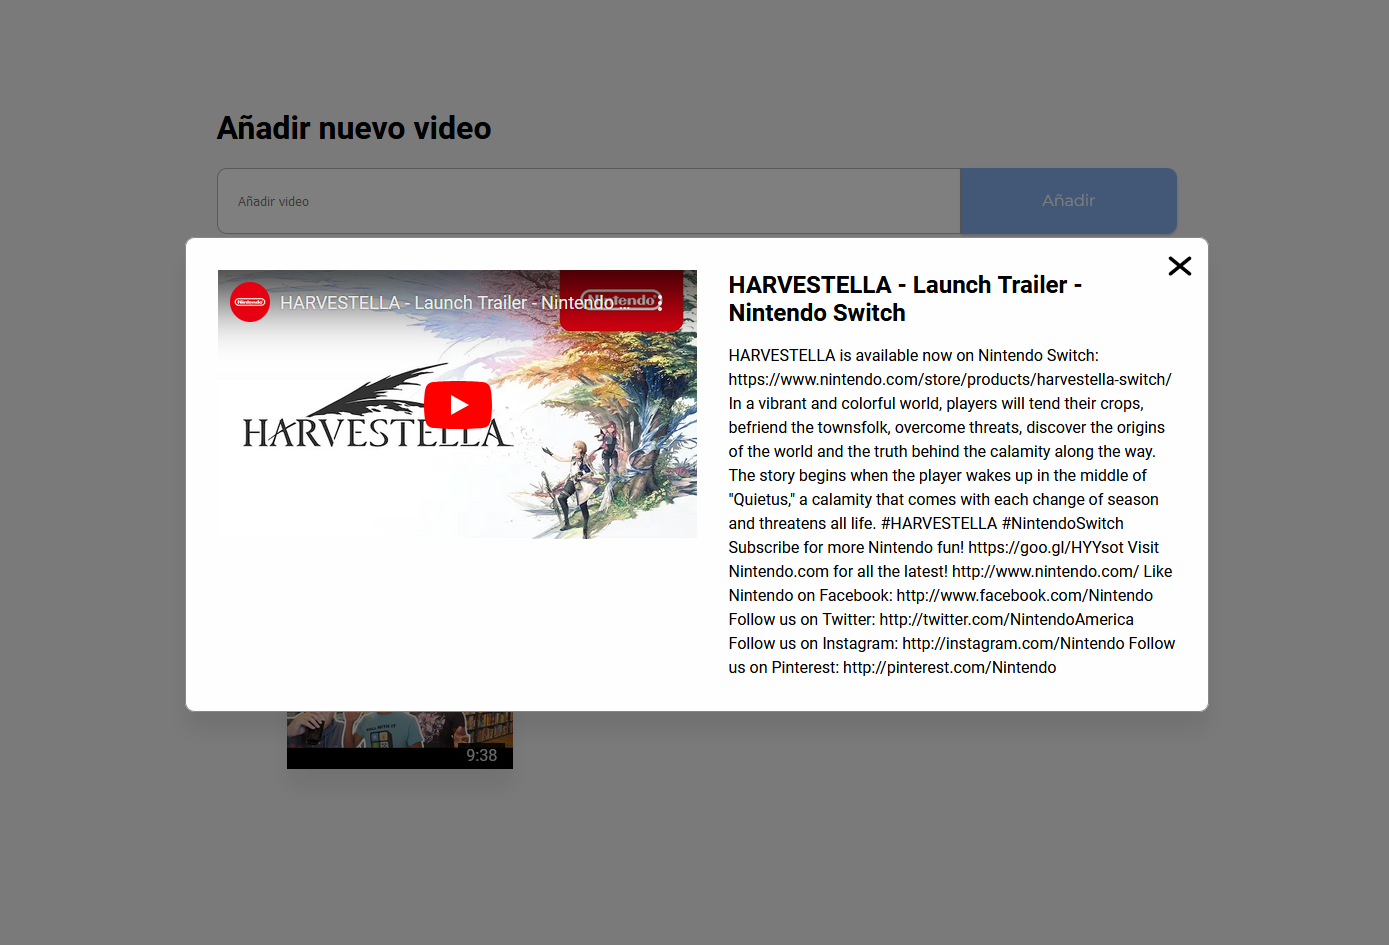 Añadir nuevo video
Añadir video
Añadir
Nintendo
HARVESTELLA - Launch Trailer - Nintendo ...
Nintendo
HARVESTELLA
HARVESTELLA - Launch Trailer -
Nintendo Switch
HARVESTELLA is available now on Nintendo Switch:
https://www.nintendo.com/store/products/harvestella-switch/
In a vibrant and colorful world, players will tend their crops,
befriend the townsfolk, overcome threats, discover the origins
of the world and the truth behind the calamity along the way.
The story begins when the player wakes up in the middle of
"Quietus," a calamity that comes with each change of season
and threatens all life. #HARVESTELLA #NintendoSwitch
Subscribe for more Nintendo fun! https://goo.gl/HYYsot Visit
Nintendo.com for all the latest! http://www.nintendo.com/ Like
Nintendo on Facebook: http://www.facebook.com/Nintendo
Follow us on Twitter: http://twitter.com/NintendoAmerica
Follow us on Instagram: http://instagram.com/Nintendo Follow
us on Pinterest: http://pinterest.com/Nintendo
9:38